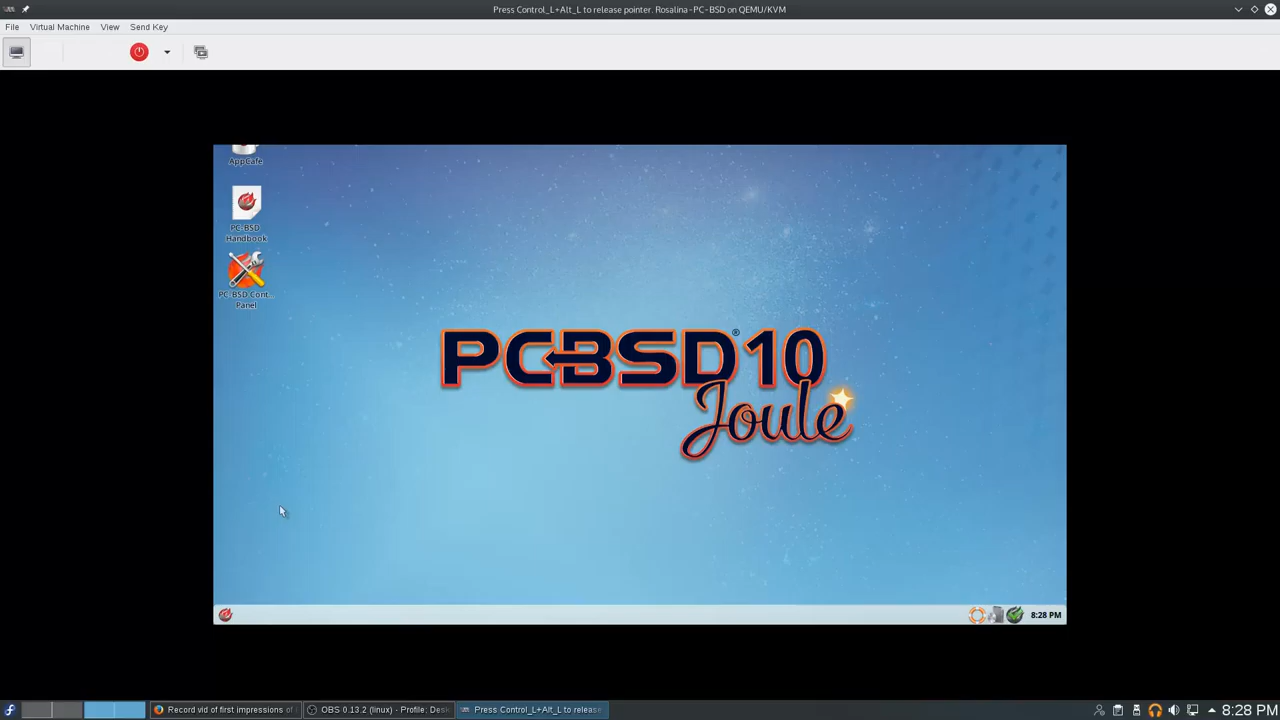 Press Control_L+Alt_L to release pointer. Rosalina - PC-BSD on QEMU/KVM
File Virtual Machine View Send Key
AppCafe
PC-BSD
Handbook
PC-BSD Cont...
Panel
PCBSD®10
Joule
8:28 PM
Record vid of first impressions of OBS 0.13.2 (linux) - Profile: Desk Press Control_L+Alt_L to release 8:28 PM